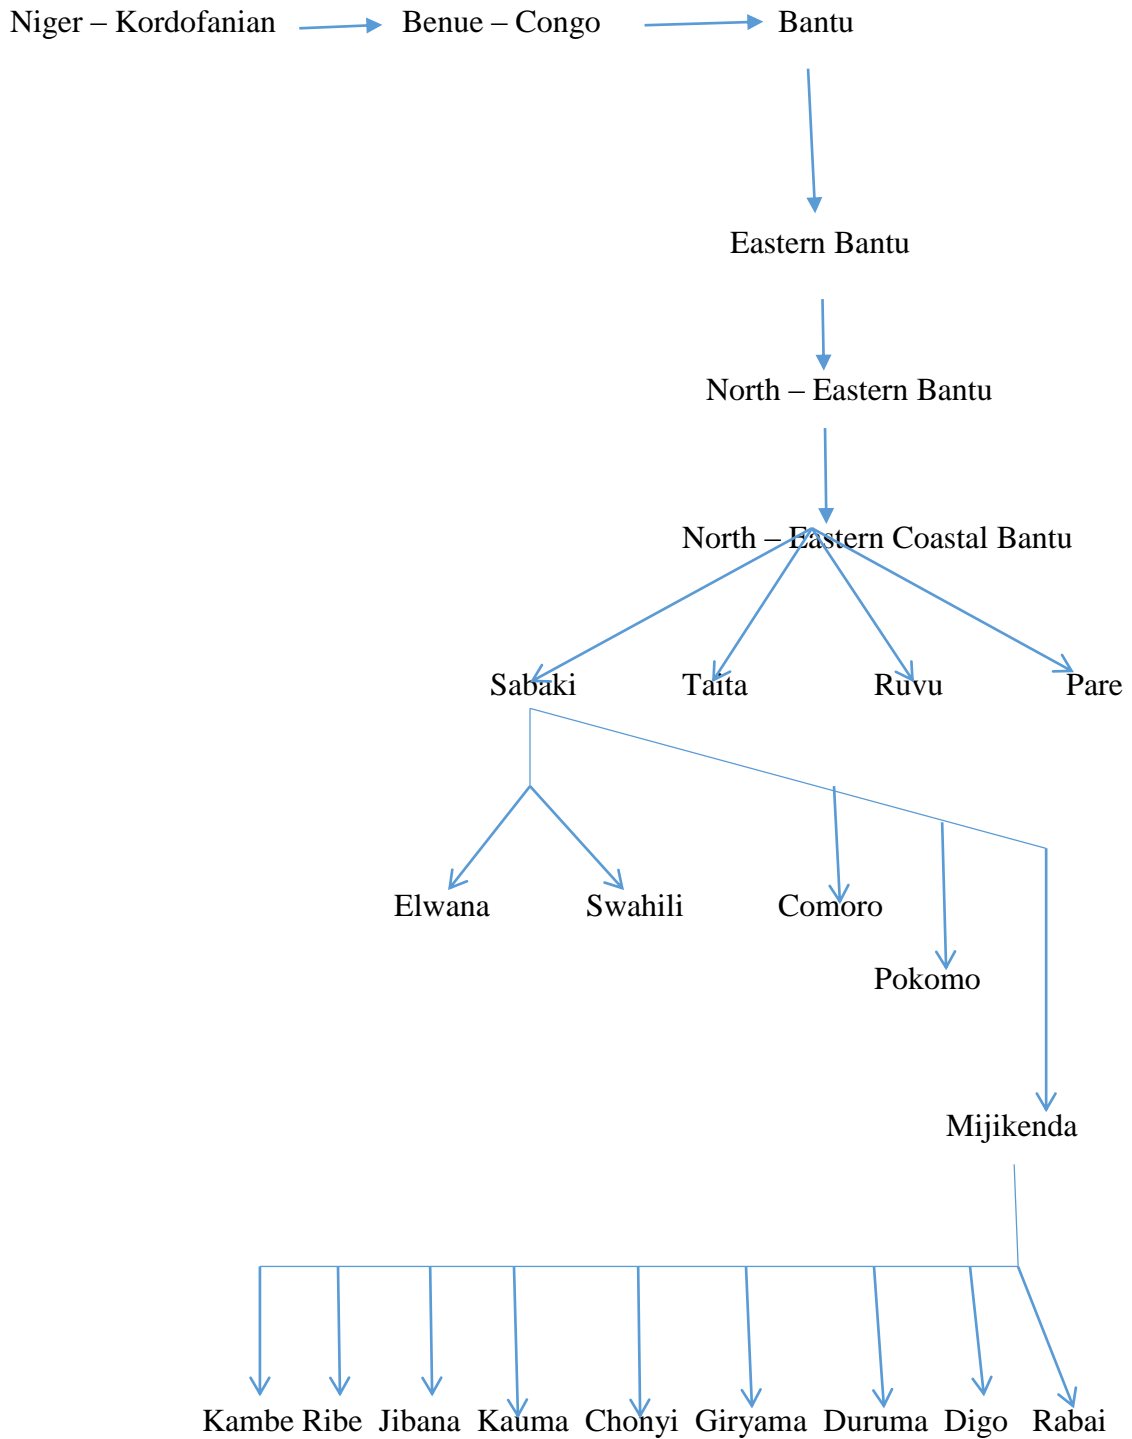 Niger – Kordofanian Benue – Congo Bantu
Eastern Bantu
North – Eastern Bantu
North – Eastern Coastal Bantu
Sabaki Taita Ruvu Pare
Elwana Swahili Comoro
Pokomo
Mijikenda
Kambe Ribe Jibana Kauma Chonyi Giryama Duruma Digo Rabai